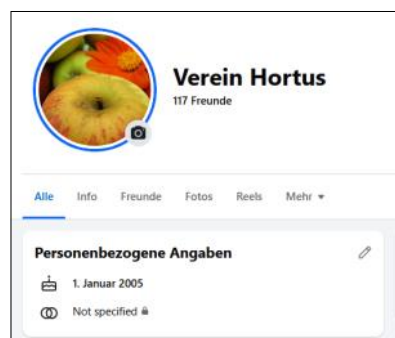 Verein Hortus
117 Freunde
Alle Info Freunde Fotos Reels Mehr
Personenbezogene Angaben
1. Januar 2005
Not specified